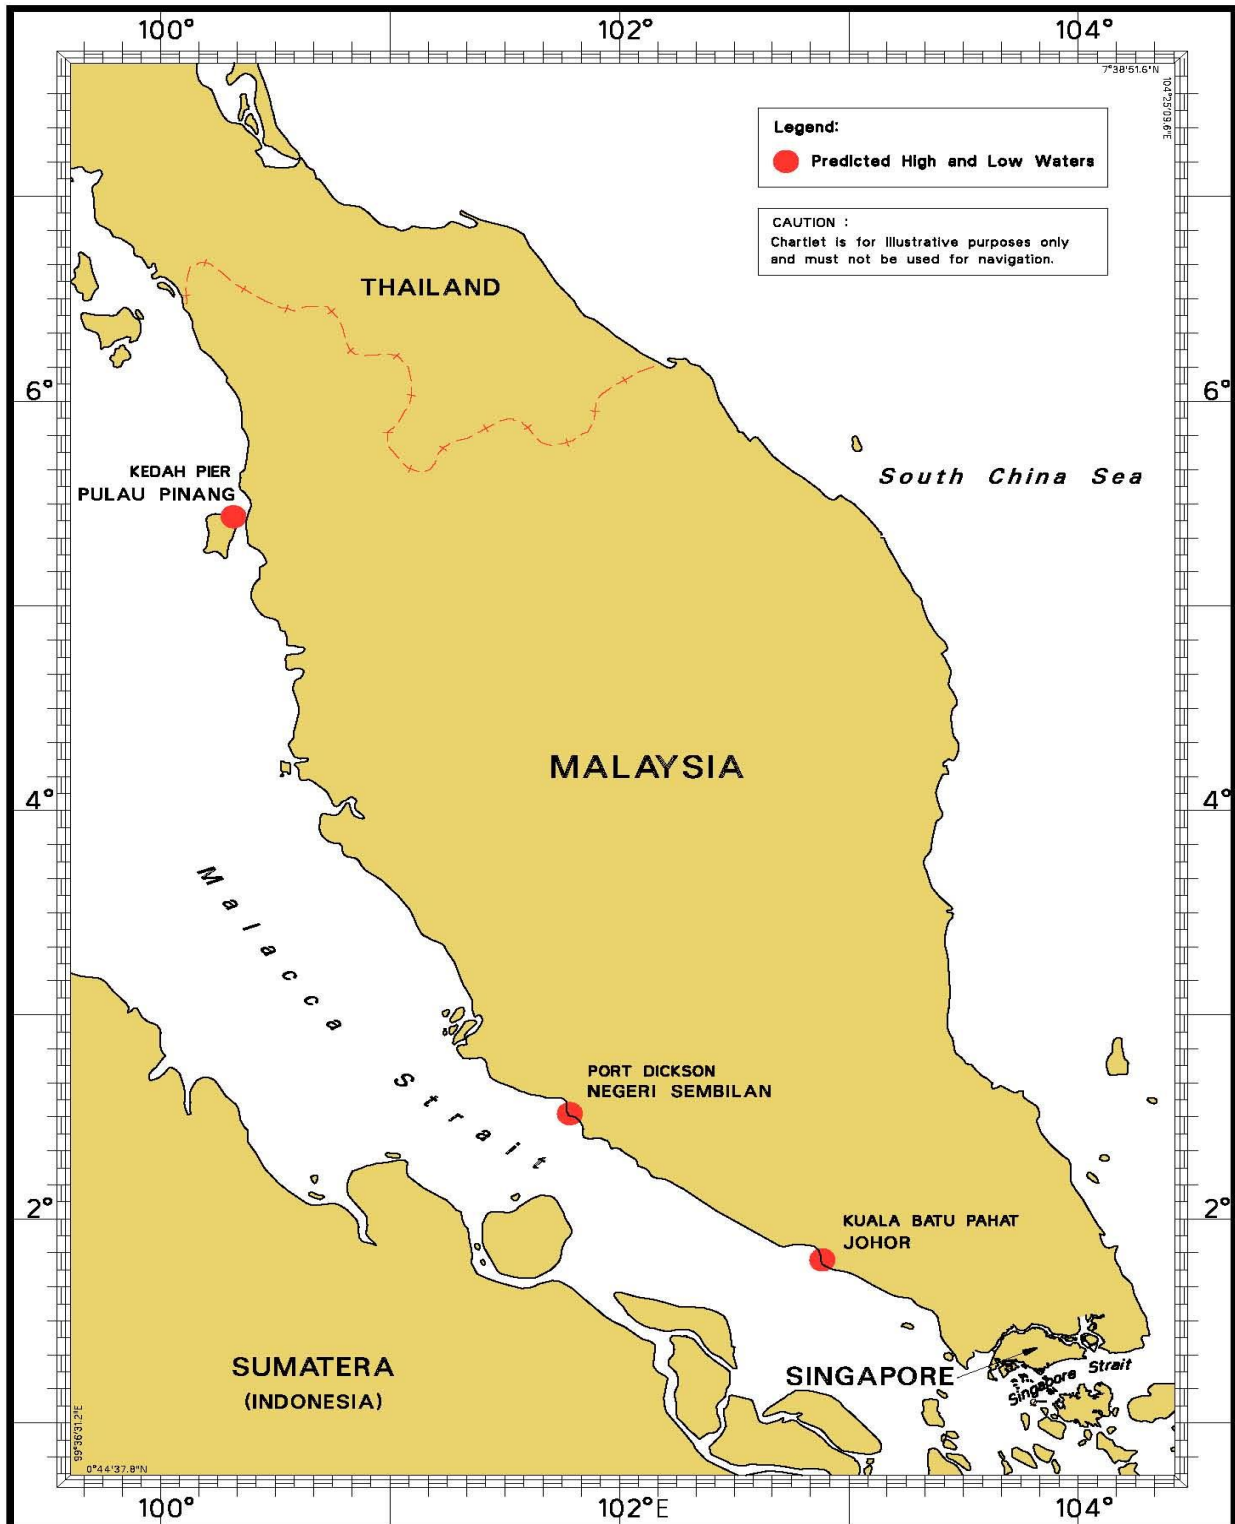 100°
102°
104°
7°38'51.6"N
104°25'09.6"E
Legend:
Predicted High and Low Waters
CAUTION :
Chartlet is for illustrative purposes only
and must not be used for navigation.
THAILAND
6°
6°
KEDAH PIER
PULAU PINANG
South China Sea
MALAYSIA
4°
4°
Malacca Strait
PORT DICKSON
NEGERI SEMBILAN
2°
2°
KUALA BATU PAHAT
JOHOR
SUMATERA
(INDONESIA)
SINGAPORE
Singapore Strait
99°36'31.2"E
0°44'37.8"N
100°
102°E
104°